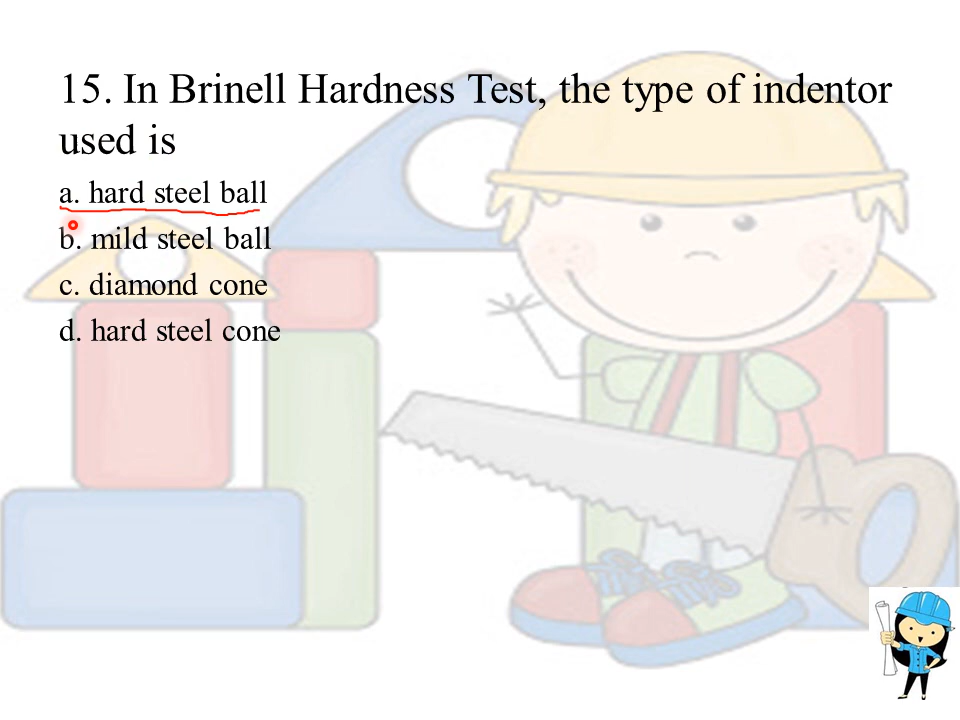 15. In Brinell Hardness Test, the type of indentor
used is
a. hard steel ball
b. mild steel ball
c. diamond cone
d. hard steel cone